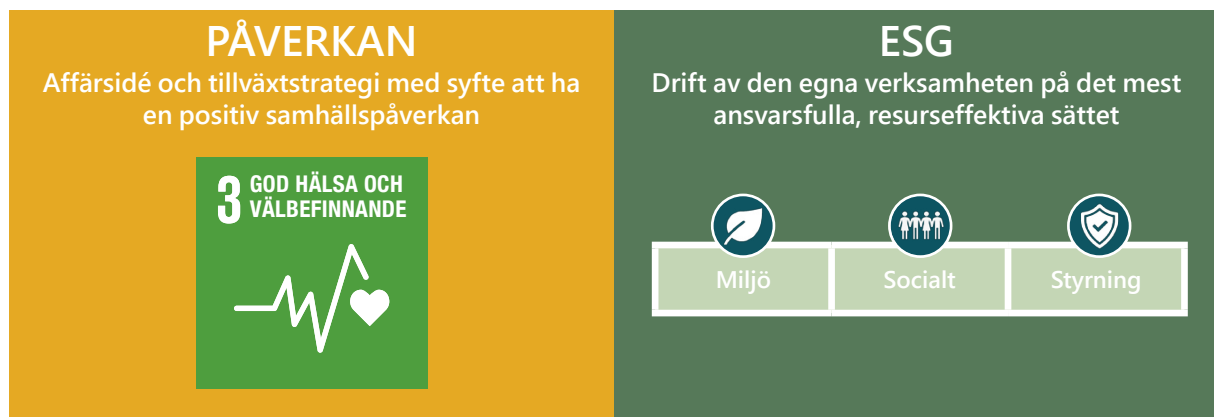 PÅVERKAN
Affärsidé och tillväxtstrategi med syfte att ha
en positiv samhällspåverkan
3 GOD HÄLSA OCH
VÄLBEFINNANDE
ESG
Drift av den egna verksamheten på det mest
ansvarsfulla, resurseffektiva sättet
Miljö
Socialt
Styrning